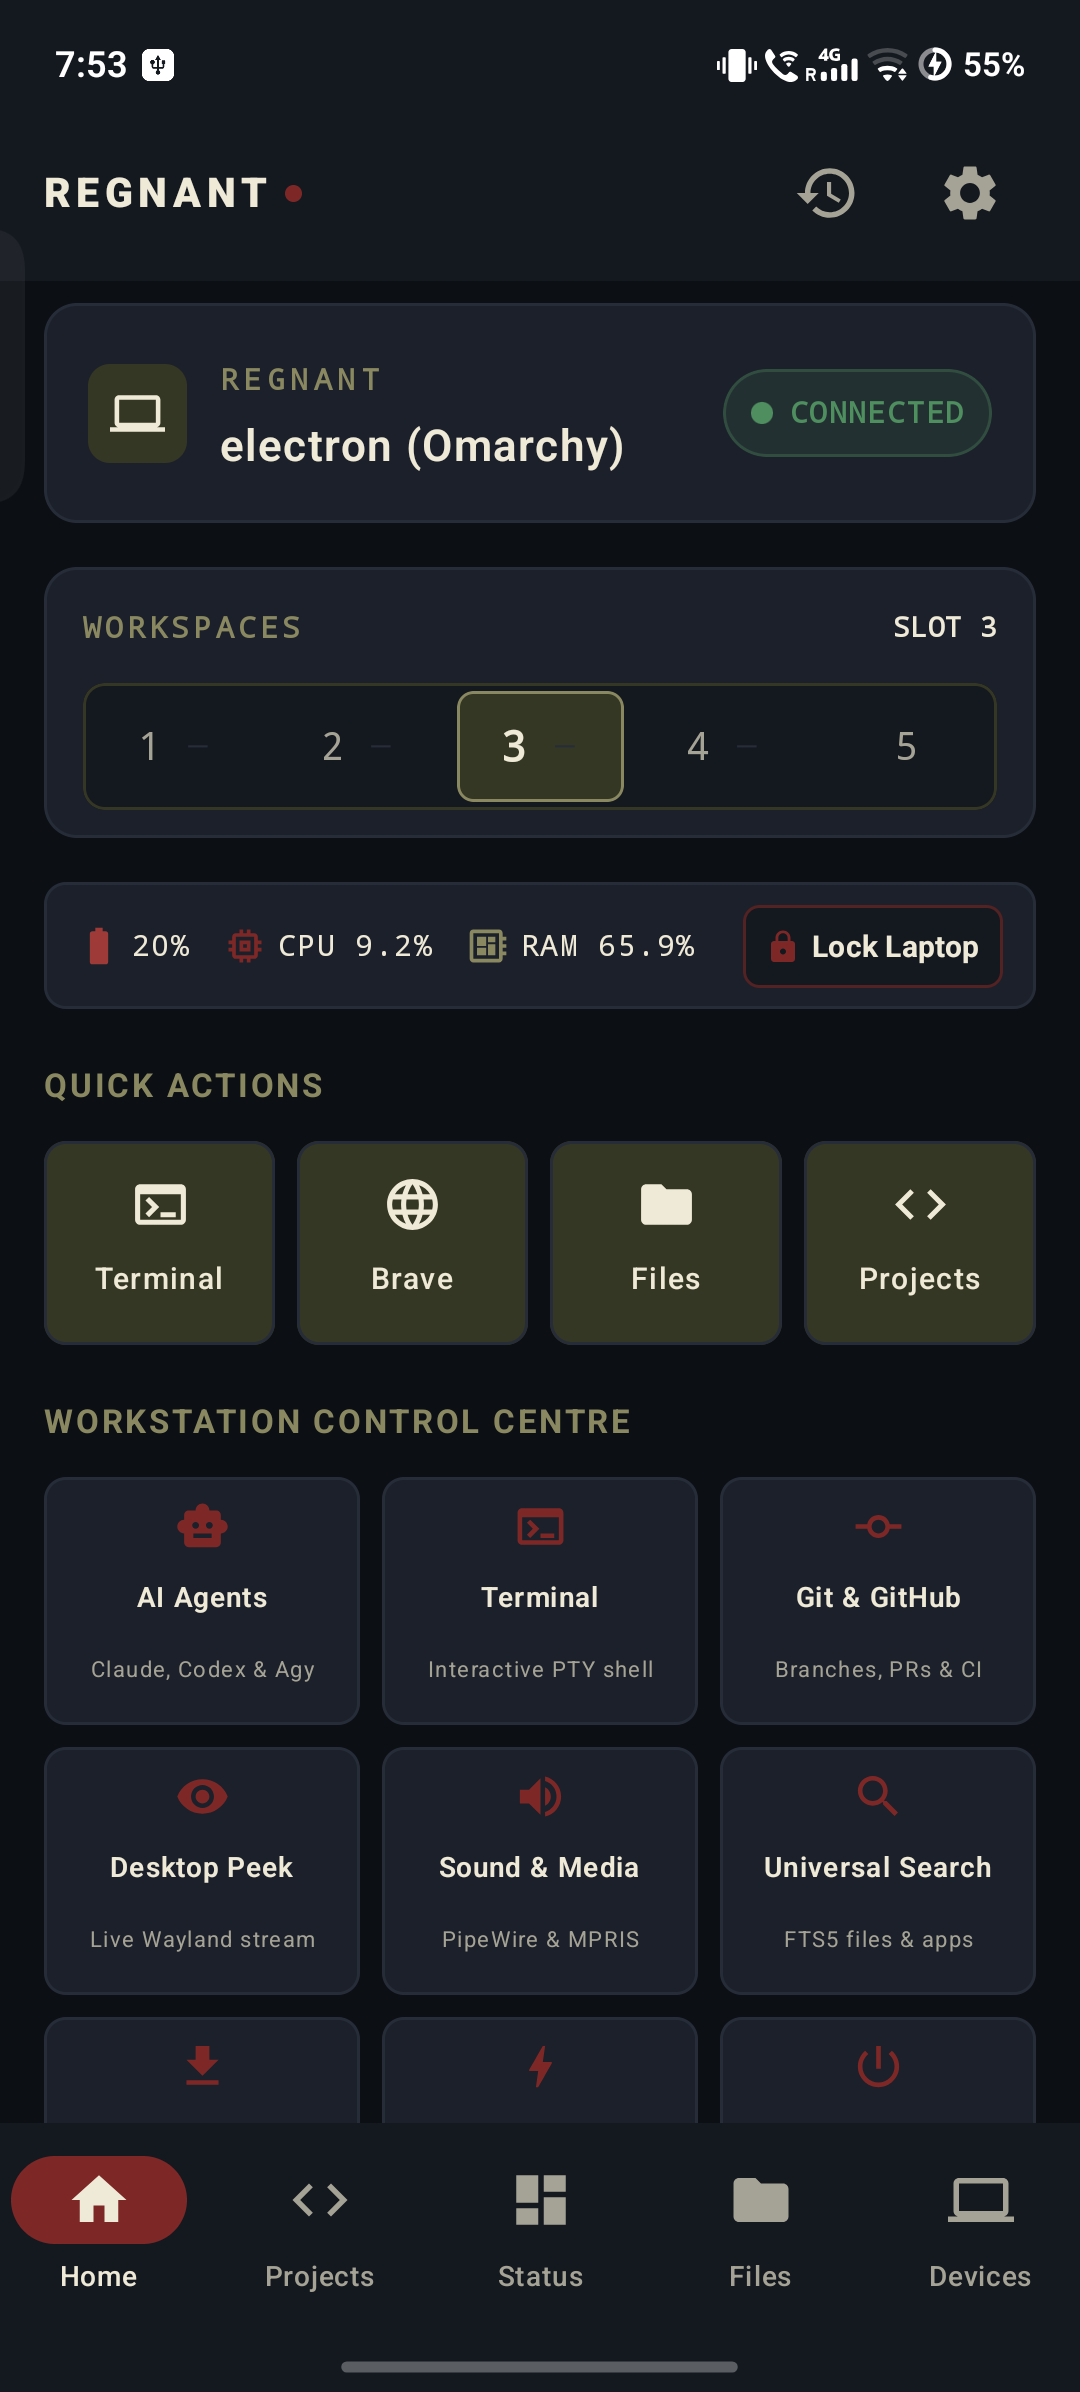 7:53
4G
R
55%
REGNANT
REGNANT
electron (Omarchy)
CONNECTED
WORKSPACES
SLOT 3
1 – 2 – 3 – 4 – 5
20% CPU 9.2% RAM 65.9% Lock Laptop
QUICK ACTIONS
Terminal Brave Files Projects
WORKSTATION CONTROL CENTRE
AI Agents
Claude, Codex & Agy
Terminal
Interactive PTY shell
Git & GitHub
Branches, PRs & CI
Desktop Peek
Live Wayland stream
Sound & Media
PipeWire & MPRIS
Universal Search
FTS5 files & apps
Home Projects Status Files Devices